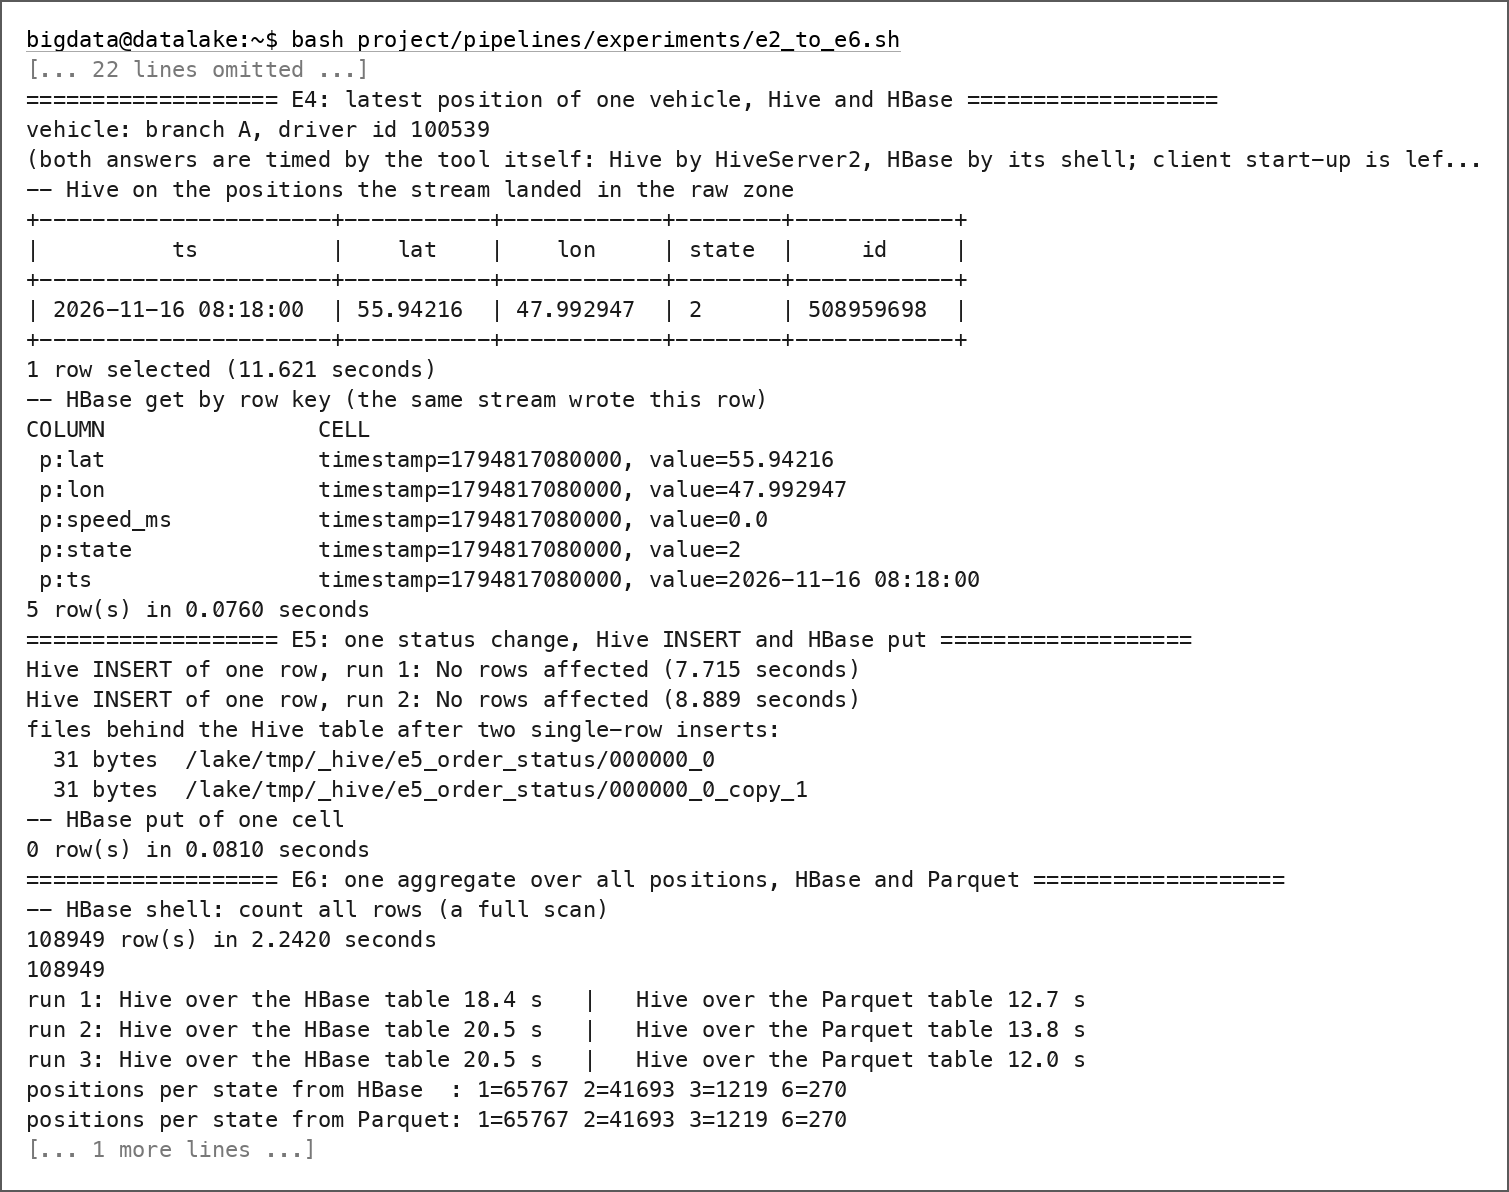 bigdata@datalake:~$ bash project/pipelines/experiments/e2_to_e6.sh
[... 22 lines omitted ...]
=================== E4: latest position of one vehicle, Hive and HBase ===================
vehicle: branch A, driver id 100539
(both answers are timed by the tool itself: Hive by HiveServer2, HBase by its shell; client start-up is lef...
-- Hive on the positions the stream landed in the raw zone
+----------------------+-----------+------------+--------+------------+
|          ts          |    lat    |    lon     | state  |     id     |
+----------------------+-----------+------------+--------+------------+
| 2026-11-16 08:18:00  | 55.94216  | 47.992947  | 2      | 508959698  |
+----------------------+-----------+------------+--------+------------+
1 row selected (11.621 seconds)
-- HBase get by row key (the same stream wrote this row)
COLUMN                CELL
 p:lat                timestamp=1794817080000, value=55.94216
 p:lon                timestamp=1794817080000, value=47.992947
 p:speed_ms           timestamp=1794817080000, value=0.0
 p:state              timestamp=1794817080000, value=2
 p:ts                 timestamp=1794817080000, value=2026-11-16 08:18:00
5 row(s) in 0.0760 seconds
=================== E5: one status change, Hive INSERT and HBase put ===================
Hive INSERT of one row, run 1: No rows affected (7.715 seconds)
Hive INSERT of one row, run 2: No rows affected (8.889 seconds)
files behind the Hive table after two single-row inserts:
  31 bytes  /lake/tmp/_hive/e5_order_status/000000_0
  31 bytes  /lake/tmp/_hive/e5_order_status/000000_0_copy_1
-- HBase put of one cell
0 row(s) in 0.0810 seconds
=================== E6: one aggregate over all positions, HBase and Parquet ===================
-- HBase shell: count all rows (a full scan)
108949 row(s) in 2.2420 seconds
108949
run 1: Hive over the HBase table 18.4 s   |   Hive over the Parquet table 12.7 s
run 2: Hive over the HBase table 20.5 s   |   Hive over the Parquet table 13.8 s
run 3: Hive over the HBase table 20.5 s   |   Hive over the Parquet table 12.0 s
positions per state from HBase  : 1=65767 2=41693 3=1219 6=270
positions per state from Parquet: 1=65767 2=41693 3=1219 6=270
[... 1 more lines ...]